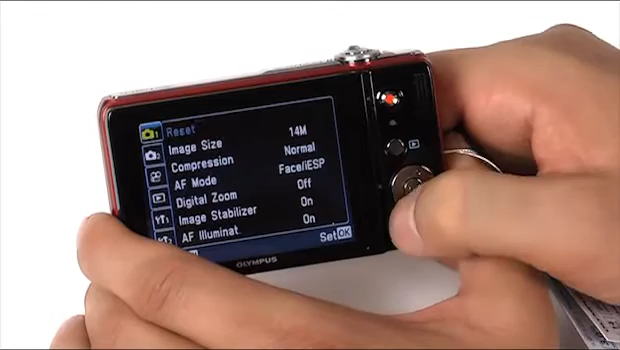 Reset
Image Size 14M
Compression Normal
AF Mode Face/iESP
Digital Zoom Off
Image Stabilizer On
AF Illuminat. On
Set OK
OLYMPUS